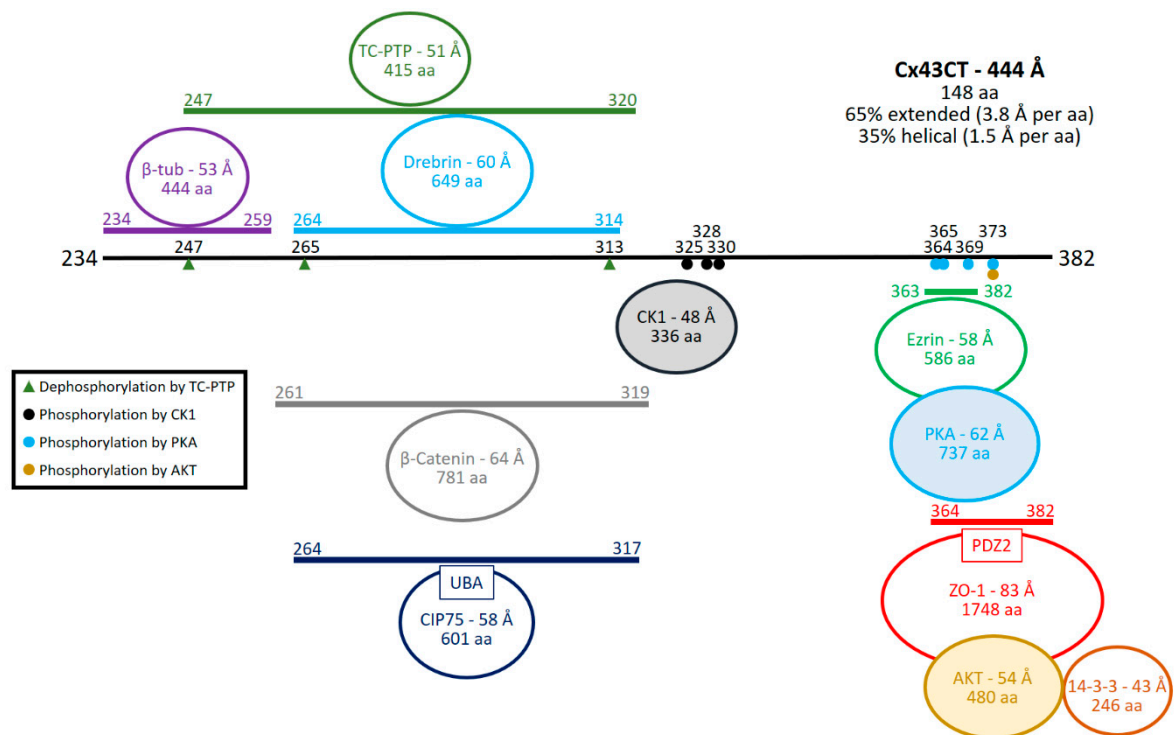 TC-PTP - 51 Å
415 aa
Cx43CT - 444 Å
148 aa
65% extended (3.8 Å per aa)
35% helical (1.5 Å per aa)
247
320
β-tub - 53 Å
444 aa
Drebrin - 60 Å
649 aa
234
259
264
314
328
365
373
247
265
313
325
330
364
369
234
382
363
382
CK1 - 48 Å
336 aa
Ezrin - 58 Å
586 aa
Dephosphorylation by TC-PTP
Phosphorylation by CK1
Phosphorylation by PKA
Phosphorylation by AKT
261
319
β-Catenin - 64 Å
781 aa
PKA - 62 Å
737 aa
364
382
264
317
PDZ2
UBA
ZO-1 - 83 Å
1748 aa
CIP75 - 58 Å
601 aa
AKT - 54 Å
480 aa
14-3-3 - 43 Å
246 aa